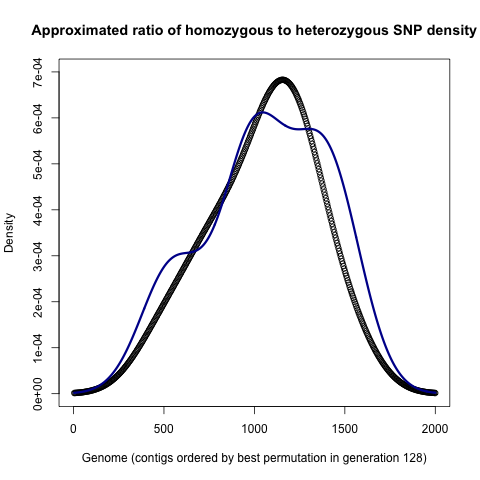 Approximated ratio of homozygous to heterozygous SNP density
7e-04
6e-04
5e-04
4e-04
3e-04
2e-04
1e-04
0e+00
Density
0 500 1000 1500 2000
Genome (contigs ordered by best permutation in generation 128)